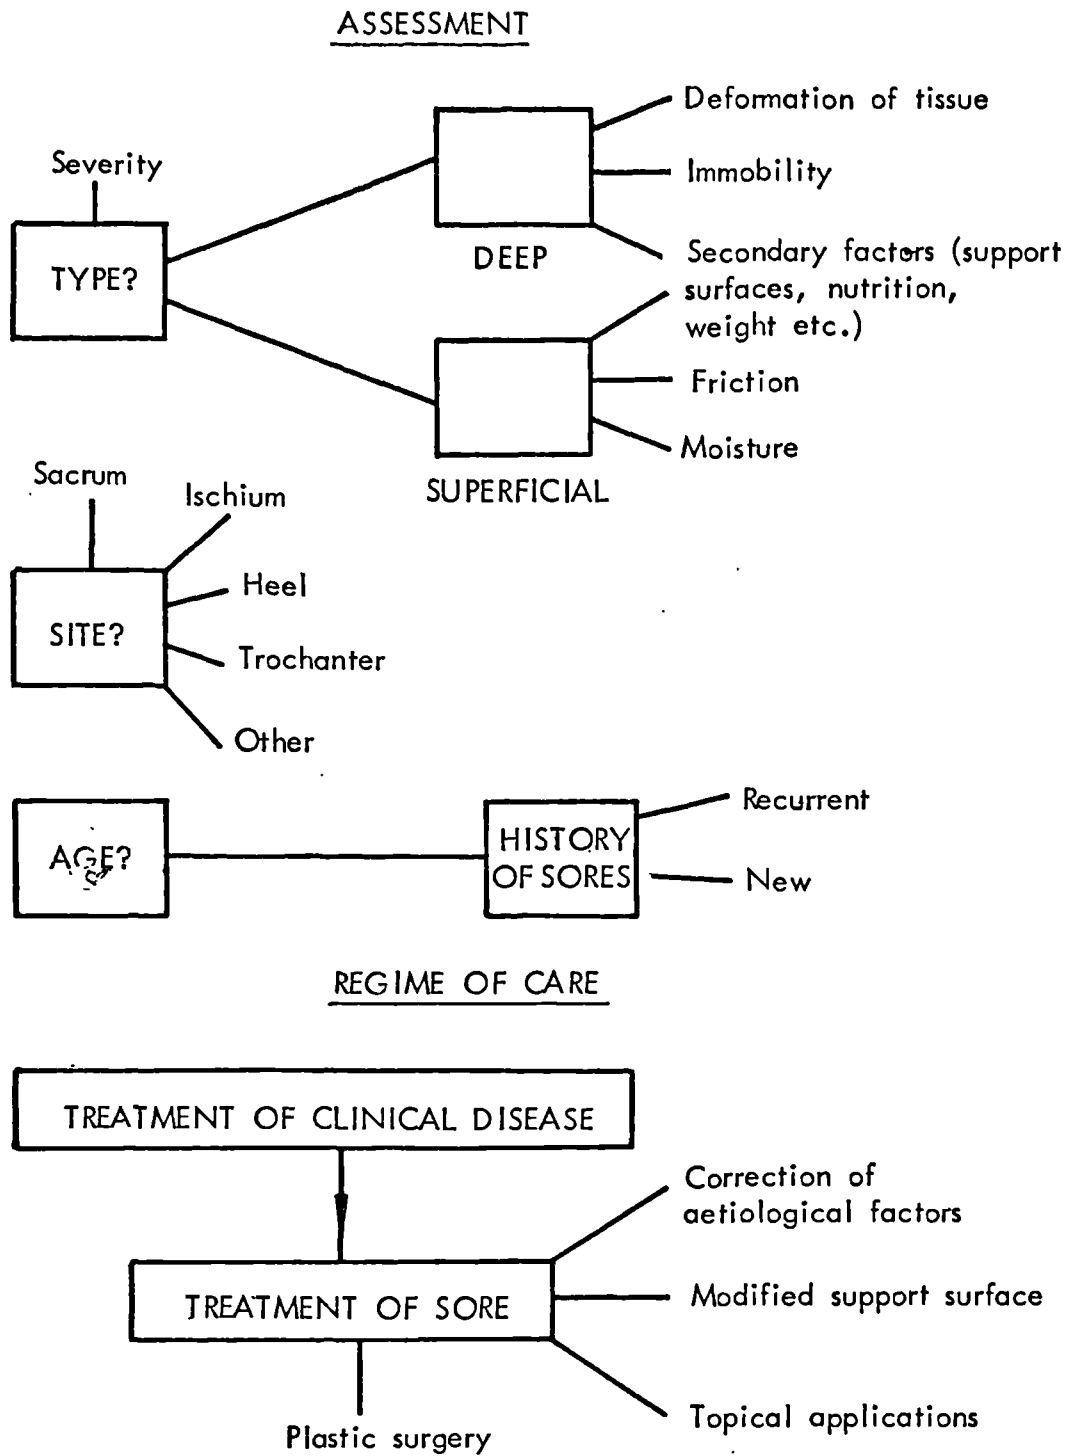 ASSESSMENT
Severity
TYPE?
DEEP
Deformation of tissue
Immobility
Secondary factors (support
surfaces, nutrition,
weight etc.)
Friction
Moisture
SUPERFICIAL
Sacrum
Ischium
Heel
SITE?
Trochanter
Other
AGE?
HISTORY
OF SORES
Recurrent
New
REGIME OF CARE
TREATMENT OF CLINICAL DISEASE
Correction of
aetiological factors
TREATMENT OF SORE
Modified support surface
Topical applications
Plastic surgery